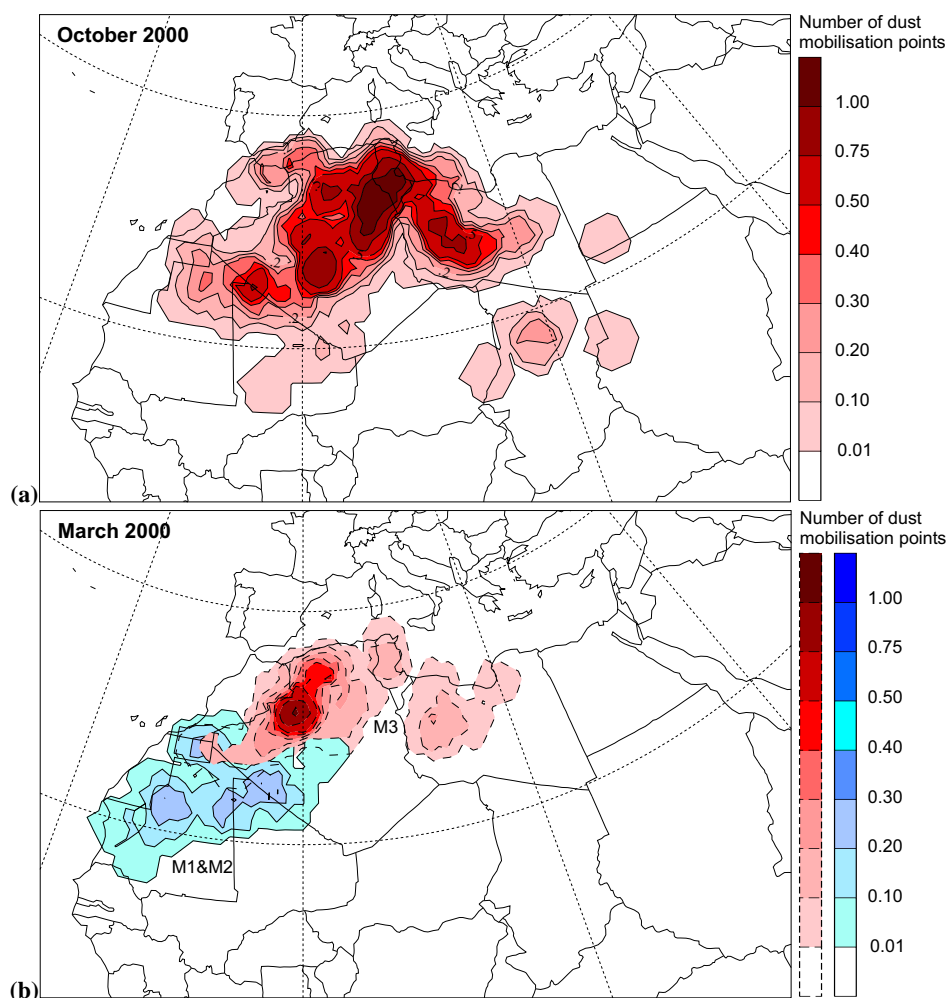 October 2000
Number of dust
mobilisation points
1.00
0.75
0.50
0.40
0.30
0.20
0.10
0.01
.2
.2
.2
(a)
March 2000
Number of dust
mobilisation points
1.00
0.75
0.50
0.40
0.30
0.20
0.10
0.01
M3
M1&M2
(b)